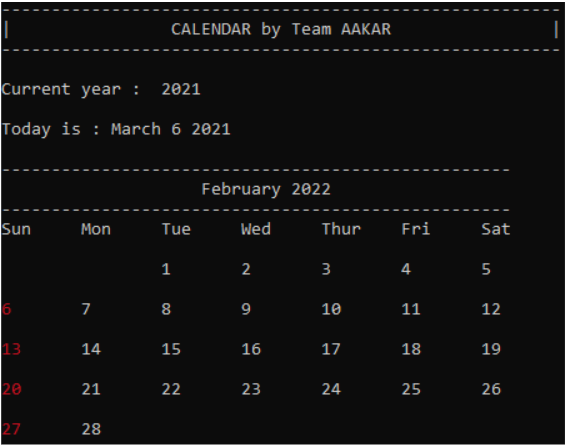 | CALENDAR by Team AAKAR |
Current year : 2021
Today is : March 6 2021
February 2022
Sun Mon Tue Wed Thur Fri Sat
1 2 3 4 5
6 7 8 9 10 11 12
13 14 15 16 17 18 19
20 21 22 23 24 25 26
27 28